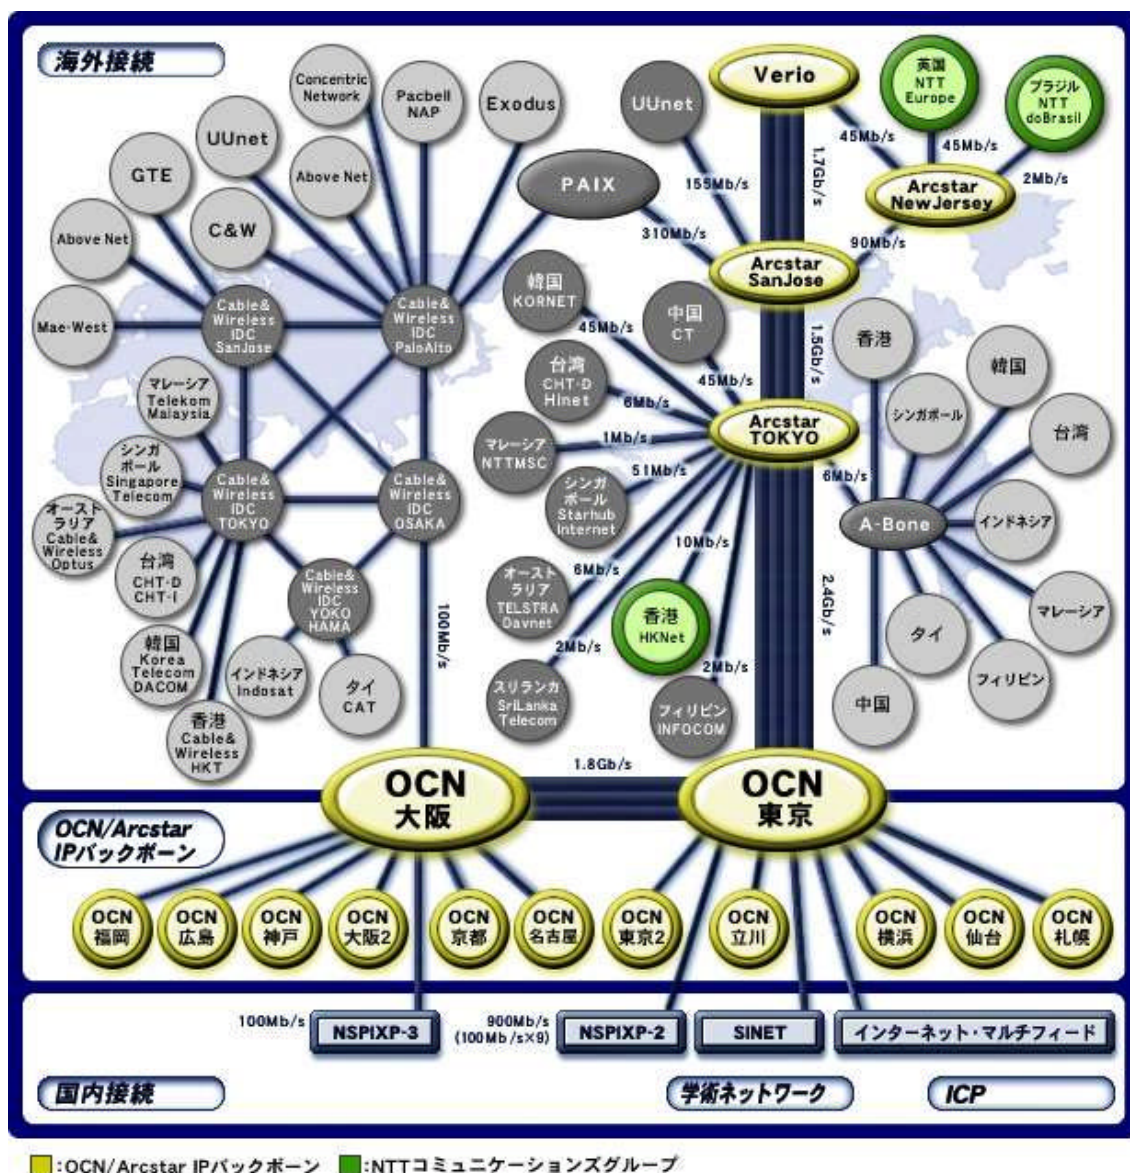 海外接続
Concentric
Network
Pacbell
NAP
Exodus
UUnet
GTE
Above Net
C&W
Above Net
Mae-West
Cable&
Wireless
IDC
SanJose
Cable&
Wireless
IDC
PaloAlto
マレーシア
Telekom
Malaysia
シンガ
ポール
Singapore
Telecom
オースト
ラリア
Cable&
Wireless
Optus
台湾
CHT-D
CHT-I
韓国
Korea
Telecom
DACOM
香港
Cable&
Wireless
HKT
Cable&
Wireless
IDC
TOKYO
Cable&
Wireless
IDC
OSAKA
Cable&
Wireless
IDC
YOKO
HAMA
インドネシア
Indosat
タイ
CAT
100Mb/s
UUnet
PAIX
155Mb/s
310Mb/s
Verio
1.7Gb/s
英国
NTT
Europe
ブラジル
NTT
doBrasil
45Mb/s
45Mb/s
2Mb/s
Arcstar
NewJersey
90Mb/s
Arcstar
SanJose
1.5Gb/s
韓国
KORNET
45Mb/s
中国
CT
45Mb/s
台湾
CHT-D
Hinet
6Mb/s
マレーシア
NTTMSC
1Mb/s
シンガ
ポール
Starhub
Internet
51Mb/s
オースト
ラリア
TELSTRA
Davnet
6Mb/s
スリランカ
SriLanka
Telecom
2Mb/s
香港
HKNet
10Mb/s
フィリピン
INFOCOM
2Mb/s
Arcstar
TOKYO
6Mb/s
2.4Gb/s
A-Bone
香港
シンガポール
韓国
台湾
インドネシア
マレーシア
フィリピン
タイ
中国
OCN
大阪
1.8Gb/s
OCN
東京
OCN/Arcstar
IPバックボーン
OCN
福岡
OCN
広島
OCN
神戸
OCN
大阪2
OCN
京都
OCN
名古屋
OCN
東京2
OCN
立川
OCN
横浜
OCN
仙台
OCN
札幌
100Mb/s
NSPIXP-3
900Mb/s
(100Mb/s×9)
NSPIXP-2
SINET
インターネット・マルチフィード
国内接続
学術ネットワーク
ICP
:OCN/Arcstar IPバックボーン
:NTTコミュニケーションズグループ